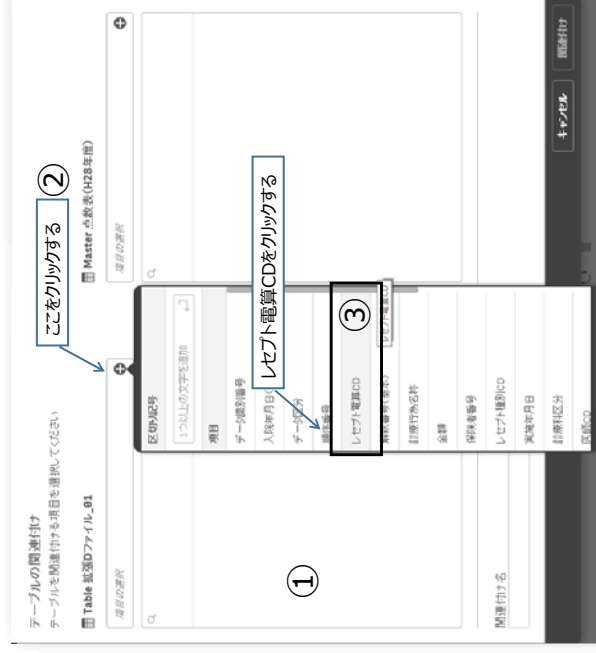 テーブルの関連付け
テーブルを関連付ける項目を選択してください
ここをクリックする
②
Table 拡張Dファイル_01
Master 点数表(H28年度)
項目の選択
項目の選択
区切り記号
1つ以上の文字を追加
項目
データ識別番号
入院年月日(
データ区分
順序番号
レセプト電算CDをクリックする
レセプト電算CD
③
レセプト電算CD
診療行為名称
金額
保険者番号
レセプト種別CD
実施年月日
診療科区分
医師CD
①
関連付け名
キャンセル
関連付け